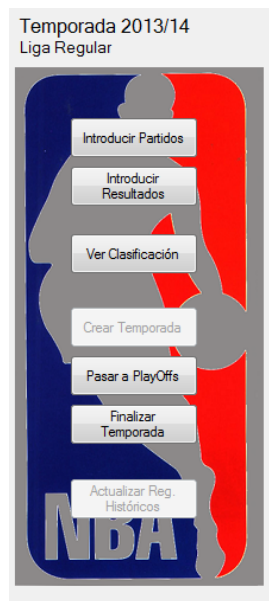 Temporada 2013/14
Liga Regular
Introducir Partidos
Introducir
Resultados
Ver Clasificación
Crear Temporada
Pasar a PlayOffs
Finalizar
Temporada
Actualizar Reg.
Históricos
NBA